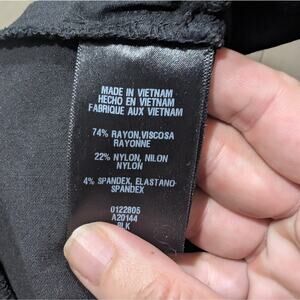 MADE IN VIETNAM
HECHO EN VIETNAM
FABRIQUE AUX VIETNAM
74% RAYON,VISCOSA
RAYONNE
22% NYLON, NILON
NYLON
4% SPANDEX, ELASTANO
SPANDEX
0122805
A20144
BLK